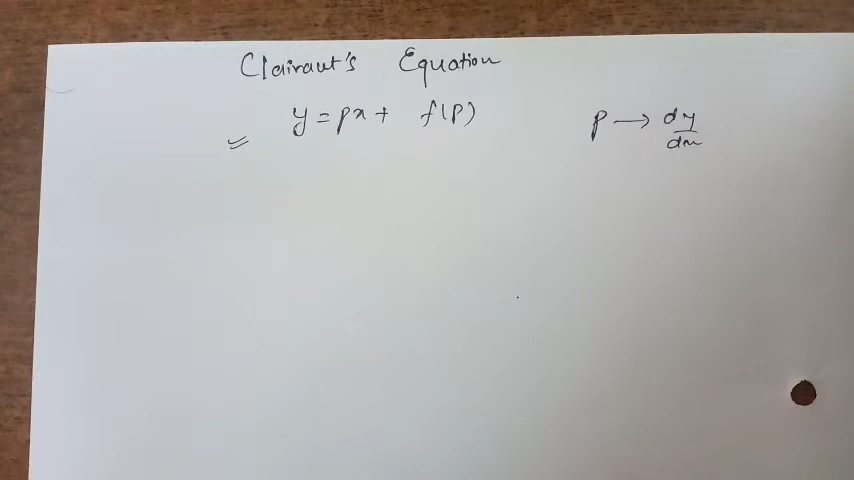 Clairaut's Equation
y = px + f(p) p → dy/dx